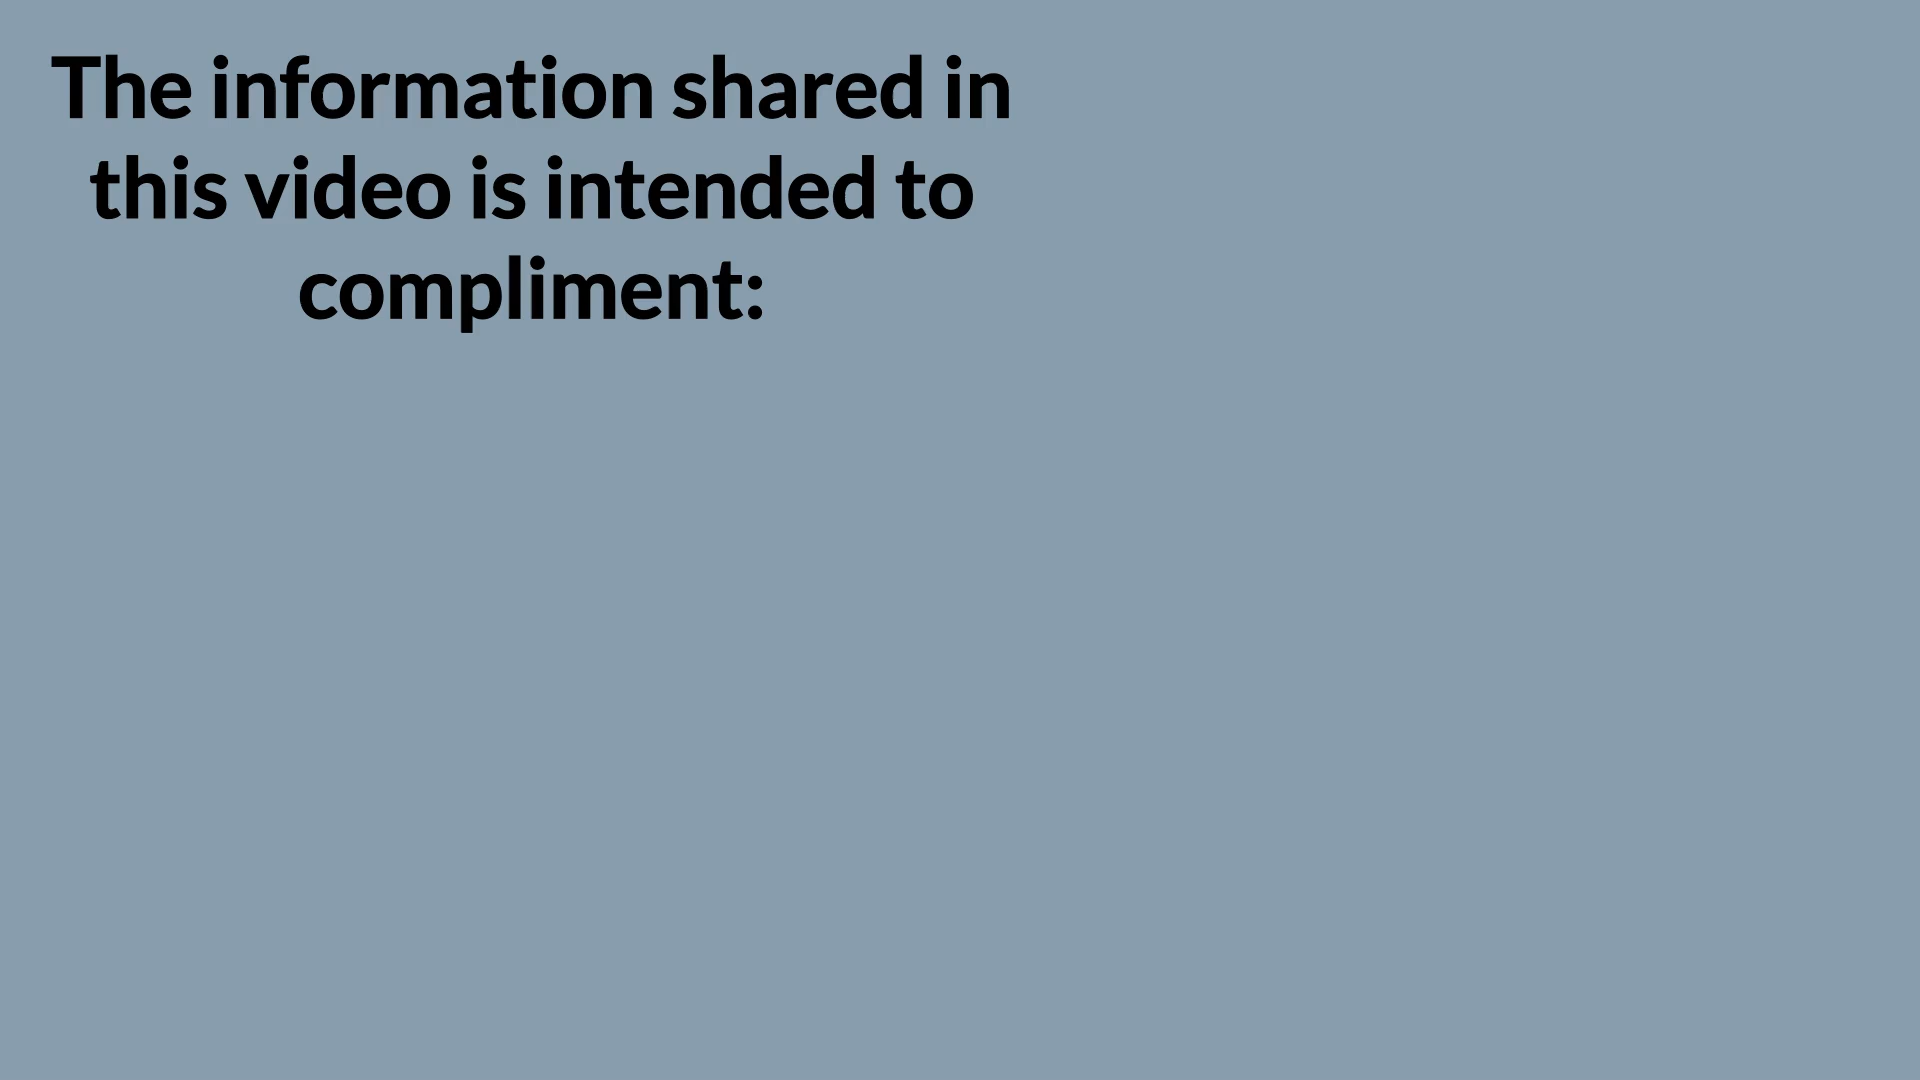 The information shared in
this video is intended to
compliment: